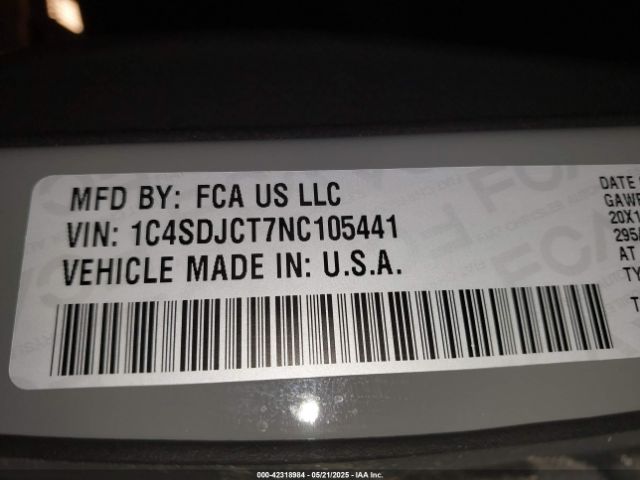 MFD BY: FCA US LLC
VIN: 1C4SDJCT7NC105441
VEHICLE MADE IN: U.S.A.
DATE
GAWR
20X
295/
AT
000-42318984 - 05/21/2025 - IAA Inc.